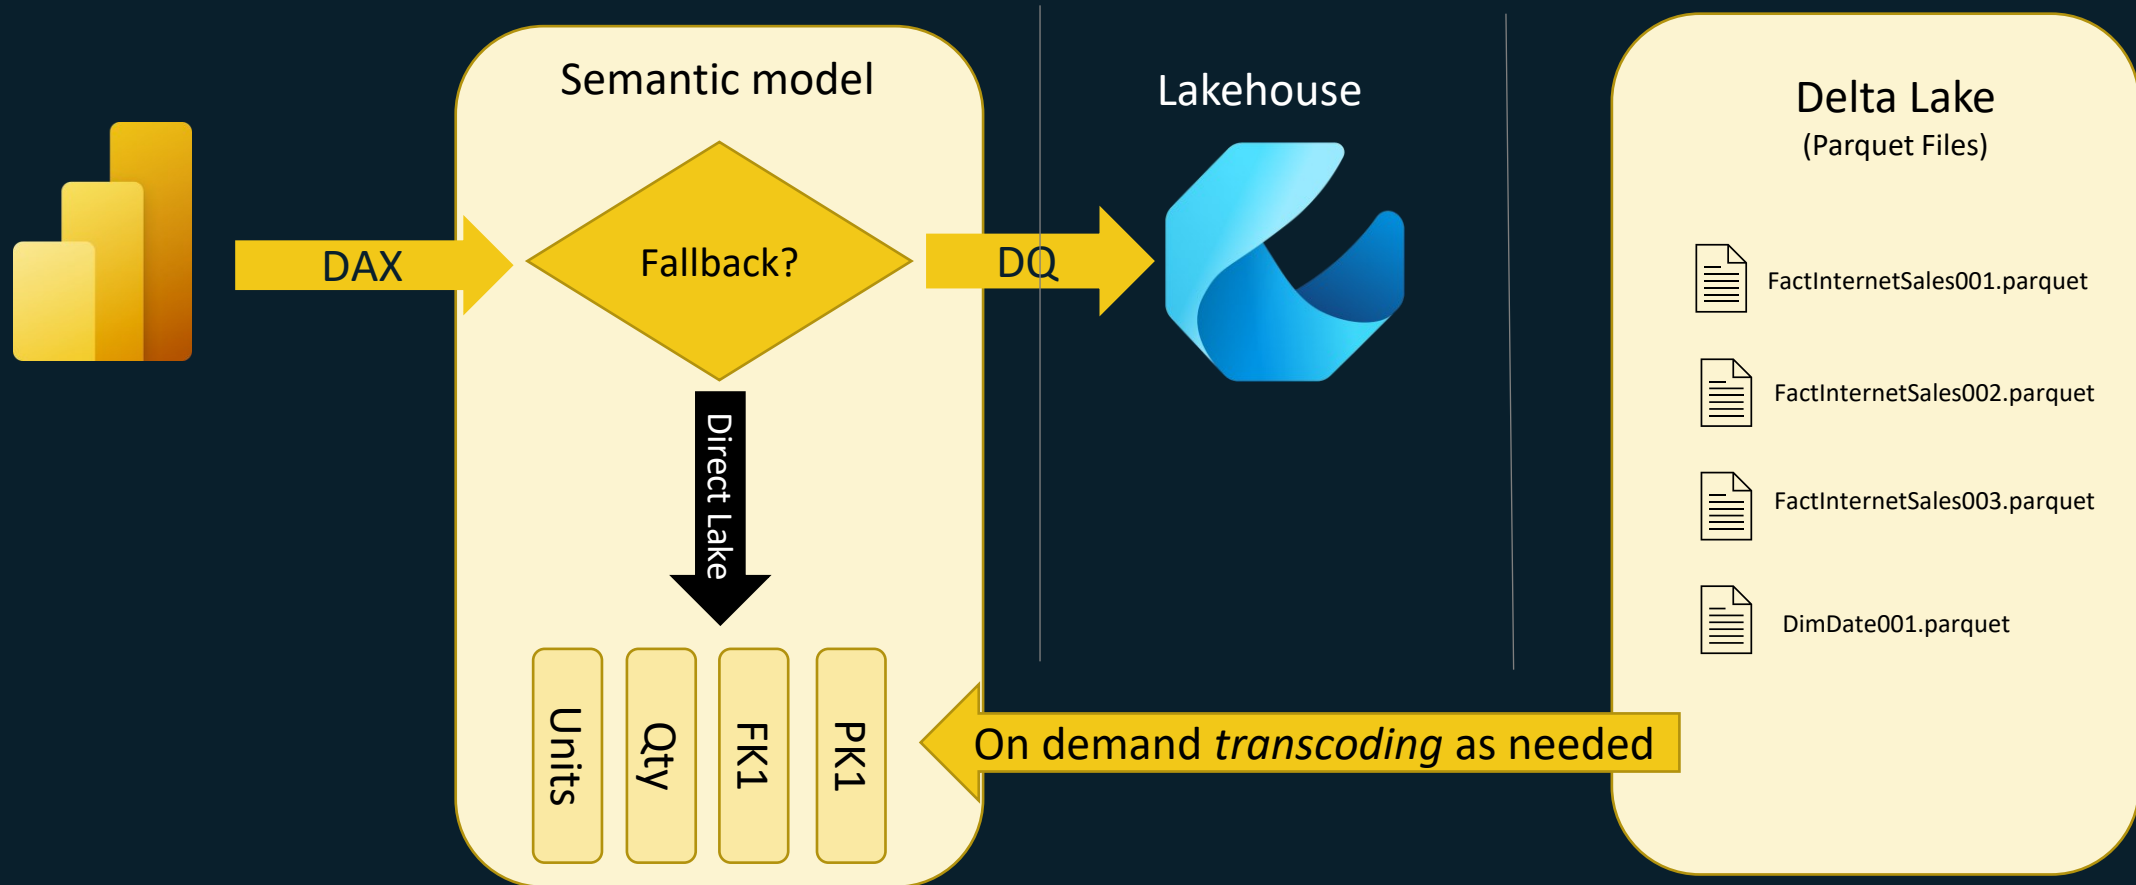 Semantic model
Lakehouse
Delta Lake
(Parquet Files)
DAX
Fallback?
DQ
Direct Lake
FactInternetSales001.parquet
FactInternetSales002.parquet
FactInternetSales003.parquet
DimDate001.parquet
Units
Qty
FK1
PK1
On demand transcoding as needed